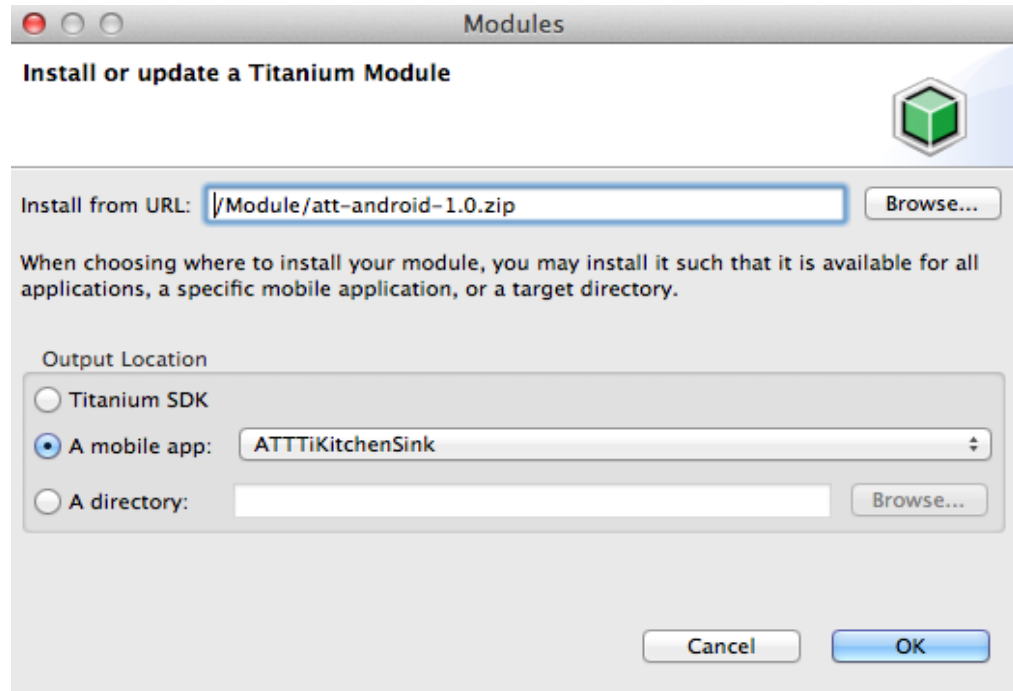 Modules
Install or update a Titanium Module
Install from URL: /Module/att-android-1.0.zip Browse...
When choosing where to install your module, you may install it such that it is available for all
applications, a specific mobile application, or a target directory.
Output Location
Titanium SDK
A mobile app: ATTTiKitchenSink
A directory: Browse...
Cancel OK